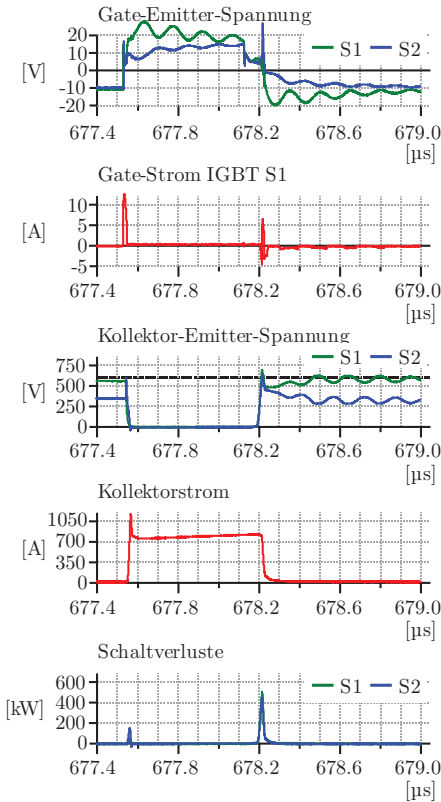 Gate-Emitter-Spannung
20
10
0
-10
-20
[V]
S1 S2
677.4 677.8 678.2 678.6 679.0
[µs]
Gate-Strom IGBT S1
10
5
0
-5
[A]
677.4 677.8 678.2 678.6 679.0
[µs]
Kollektor-Emitter-Spannung
S1 S2
750
500
250
0
[V]
677.4 677.8 678.2 678.6 679.0
[µs]
Kollektorstrom
1050
700
350
0
[A]
677.4 677.8 678.2 678.6 679.0
[µs]
Schaltverluste
S1 S2
600
400
200
0
[kW]
677.4 677.8 678.2 678.6 679.0
[µs]